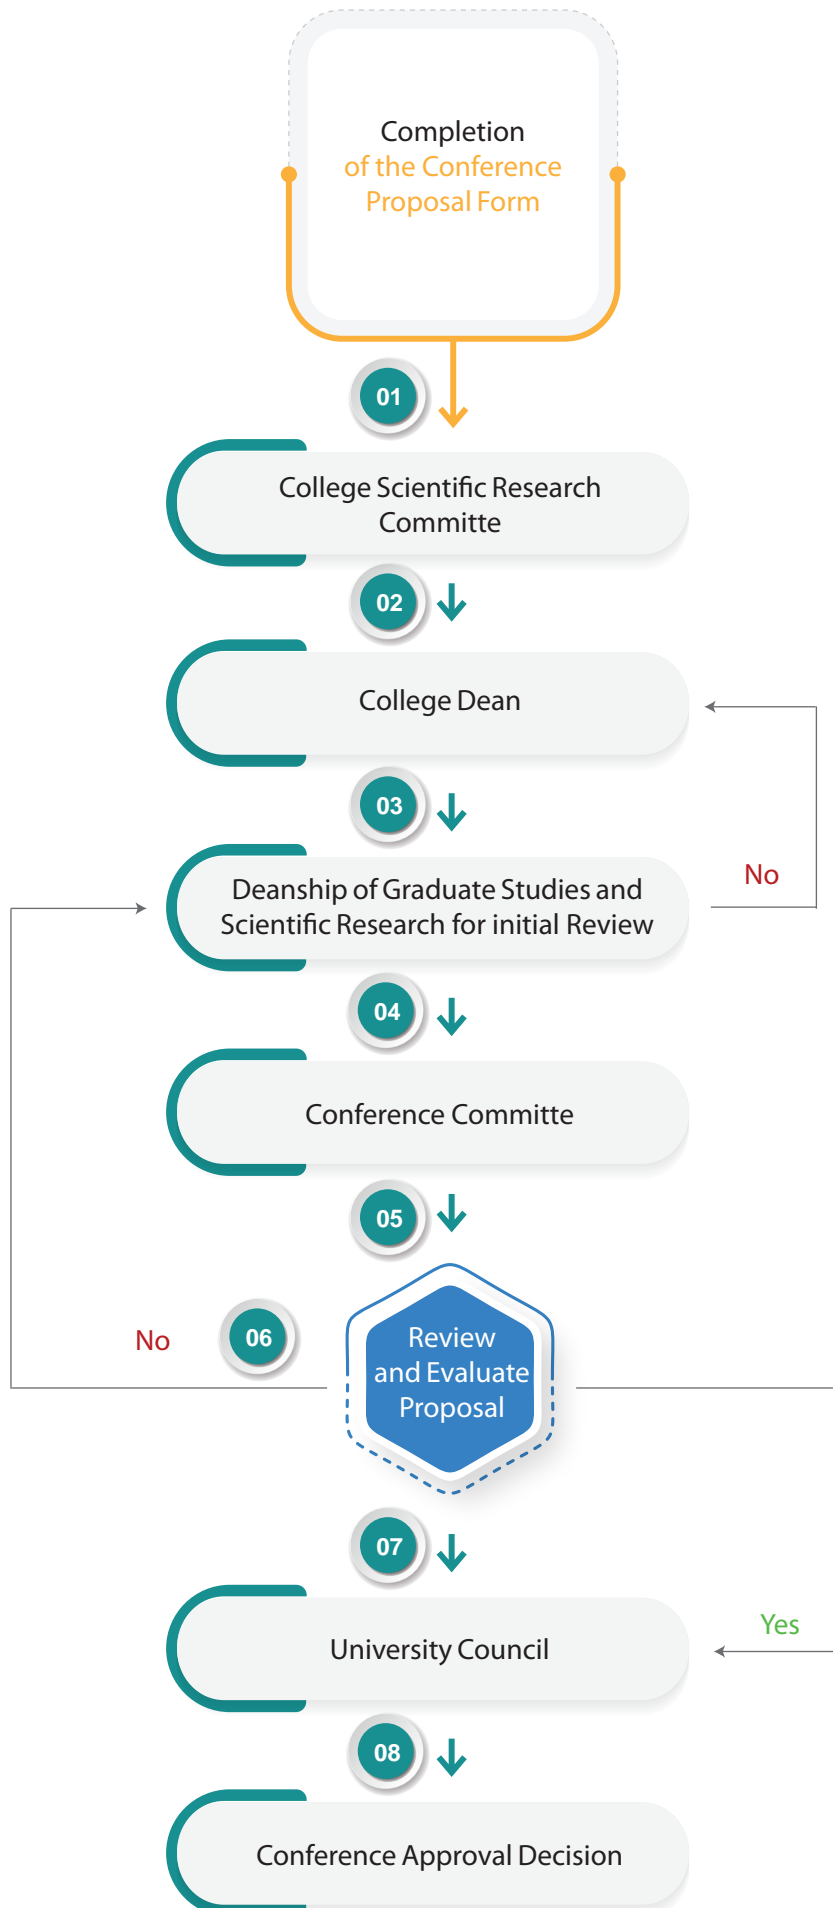 Completion
of the Conference
Proposal Form
01
College Scientific Research
Committe
02
College Dean
03
No
Deanship of Graduate Studies and
Scientific Research for initial Review
04
Conference Committe
05
No
06
Review
and Evaluate
Proposal
07
Yes
University Council
08
Conference Approval Decision